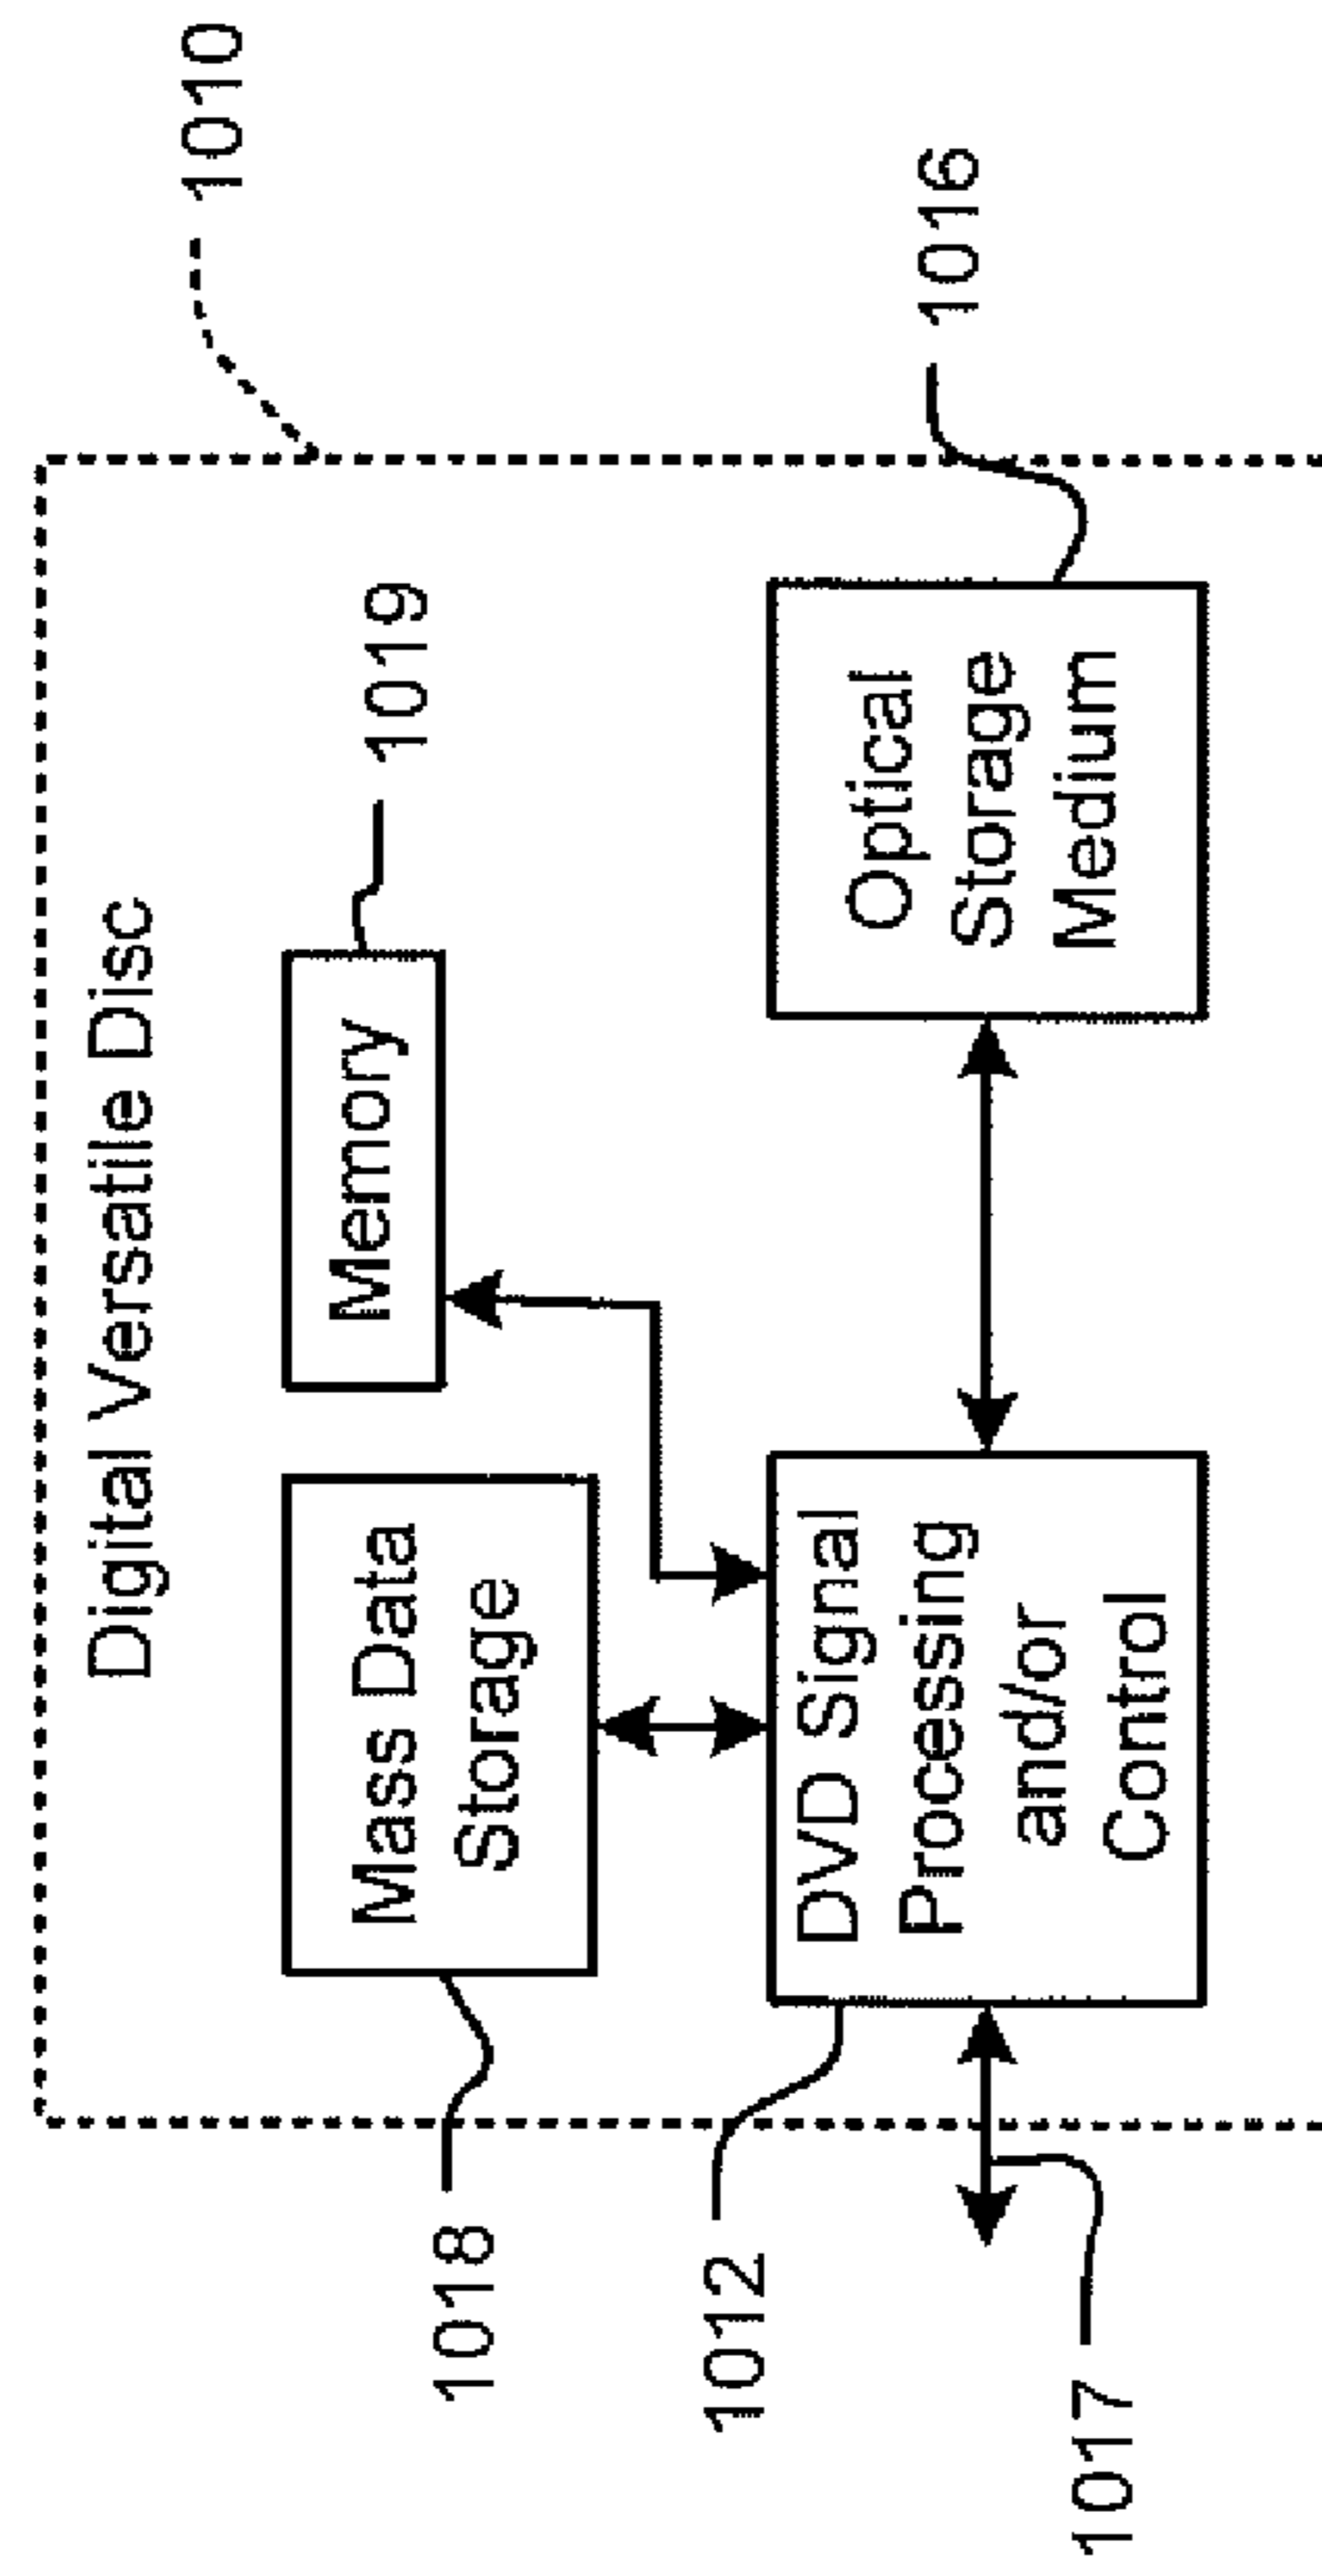 1010
Digital Versatile Disc
1019
Memory
Mass Data
Storage
1018
1016
Optical
Storage
Medium
DVD Signal
Processing
and/or
Control
1012
1017